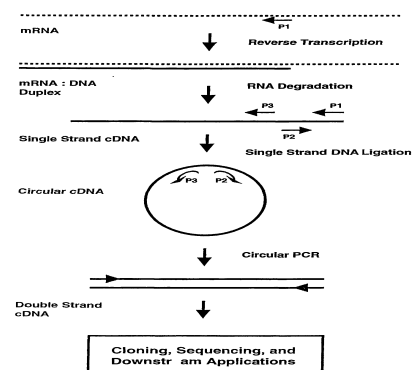 P1
mRNA
Reverse Transcription
mRNA : DNA
Duplex
RNA Degradation
P3 P1
P2
Single Strand cDNA
Single Strand DNA Ligation
P3 P2
Circular cDNA
Circular PCR
Double Strand
cDNA
Cloning, Sequencing, and
Downstr am Applications